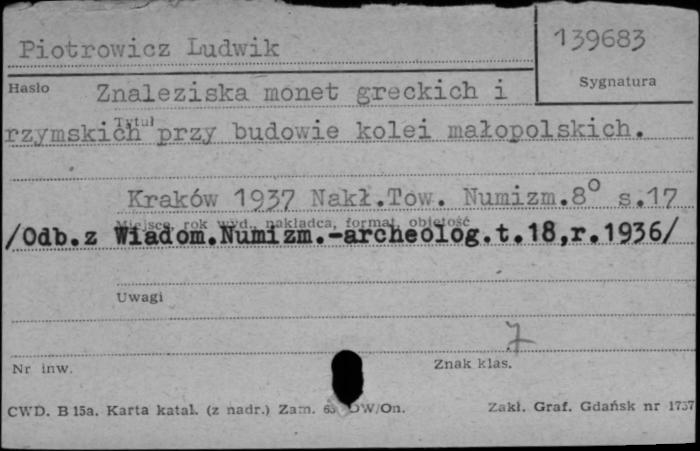 Piotrowicz Ludwik
139683
Hasło
Sygnatura
Znaleziska monet greckich i
Tytuł
rzymskich przy budowie kolei małopolskich.
Kraków 1937 Nakł.Tow. Numizm.8° s.17
Miejsce, rok wyd., nakładca, format, objętość
/Odb.z Wiadom.Numizm.-archeolog.t.18,r.1936/
Uwagi
7
Nr inw.
Znak klas.
CWD. B 15a. Karta katal. (z nadr.) Zam. DW/On.
Zakł. Graf. Gdańsk nr 1737